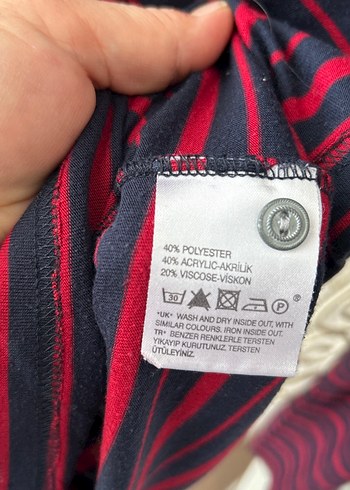 40% POLYESTER
40% ACRYLIC-AKRİLİK
20% VISCOSE-VİSKON
30 P ®
*UK* WASH AND DRY INSIDE OUT, WITH
SIMILAR COLOURS. IRON INSIDE OUT.
TR* BENZER RENKLERLE TERSTEN
YIKAYIP KURUTUNUZ, TERSTEN
ÜTÜLEYİNİZ.